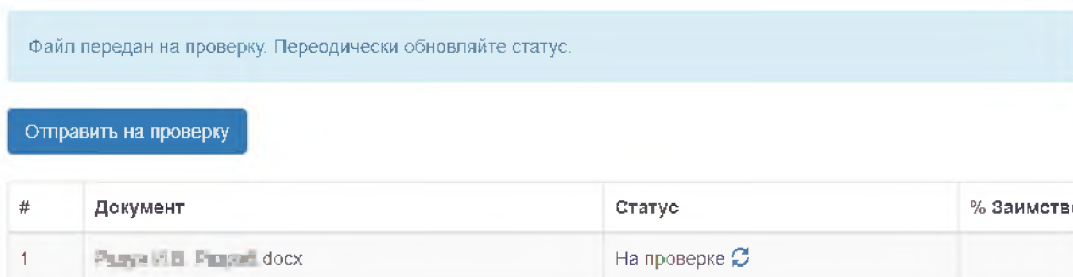 Файл передан на проверку. Переодически обновляйте статус.
Отправить на проверку
# Документ Статус % Заимств
1 docx На проверке